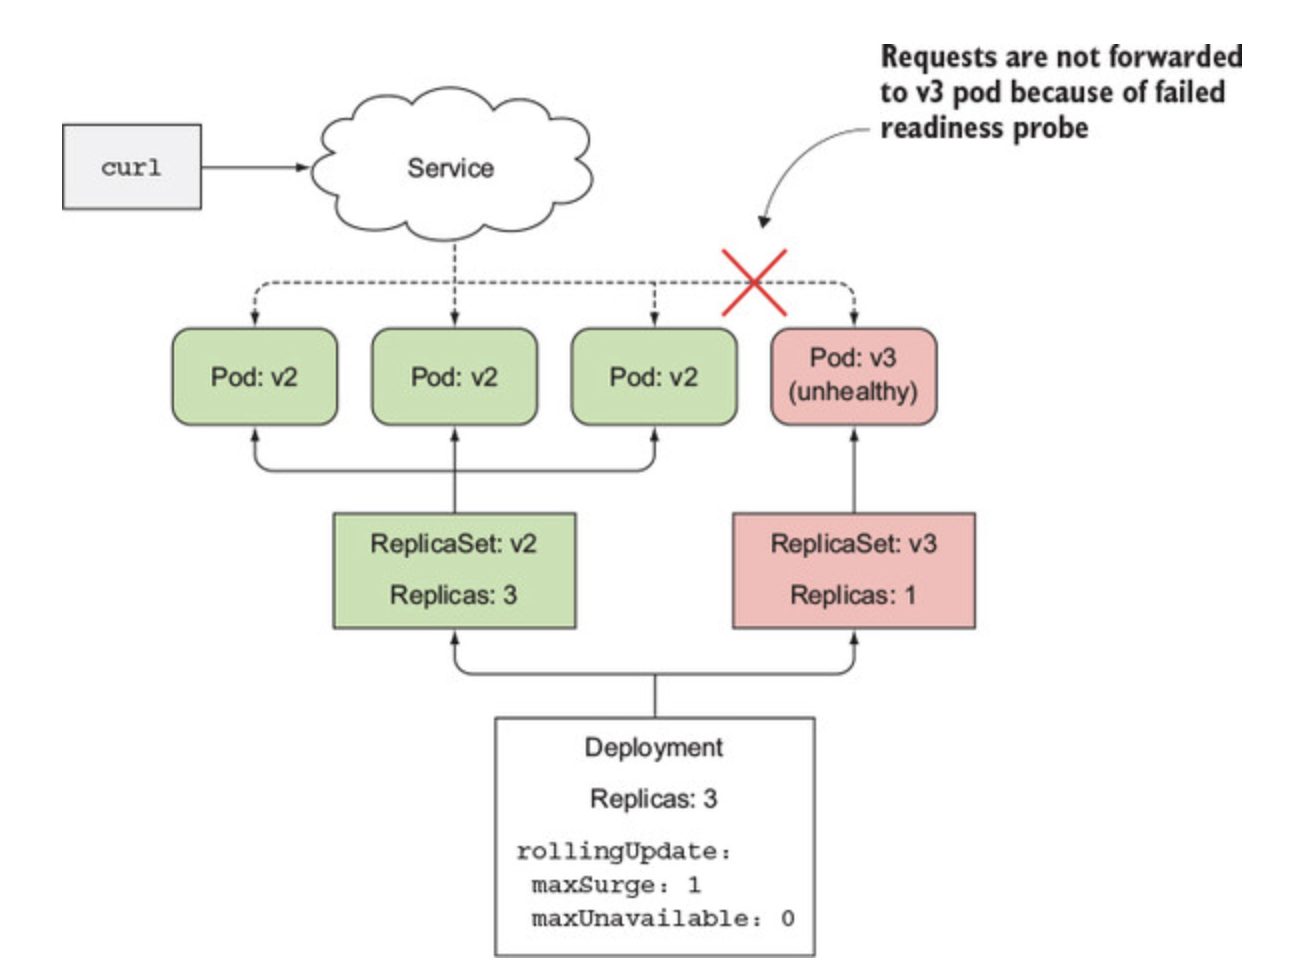 Requests are not forwarded
to v3 pod because of failed
readiness probe
curl
Service
Pod: v2
Pod: v2
Pod: v2
Pod: v3
(unhealthy)
ReplicaSet: v2
Replicas: 3
ReplicaSet: v3
Replicas: 1
Deployment
Replicas: 3
rollingUpdate:
maxSurge: 1
maxUnavailable: 0